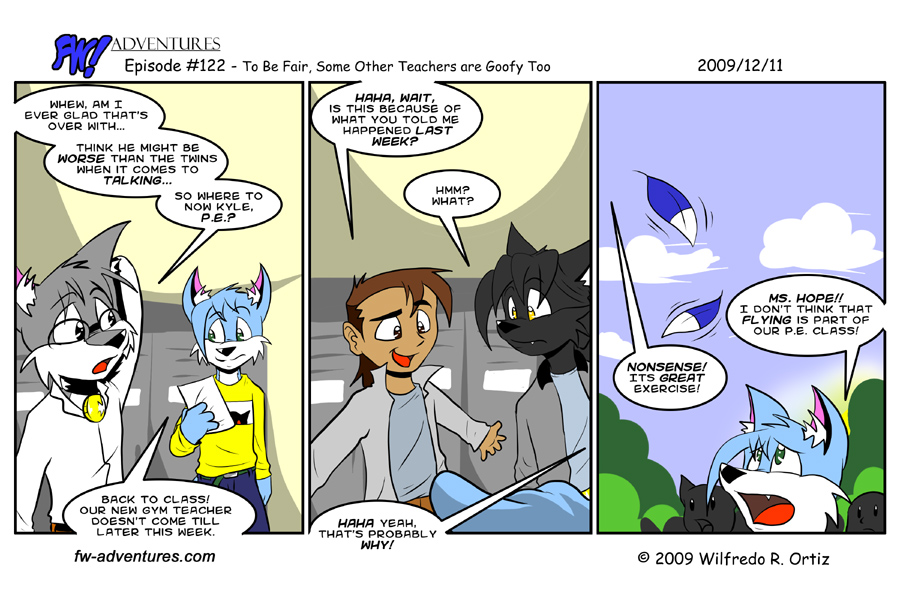 FW! ADVENTURES
Episode #122 - To Be Fair, Some Other Teachers are Goofy Too
2009/12/11
WHEW, AM I
EVER GLAD THAT'S
OVER WITH...
THINK HE MIGHT BE
WORSE THAN THE TWINS
WHEN IT COMES TO
TALKING...
SO WHERE TO
NOW KYLE,
P.E.?
BACK TO CLASS!
OUR NEW GYM TEACHER
DOESN'T COME TILL
LATER THIS WEEK.
HAHA, WAIT,
IS THIS BECAUSE OF
WHAT YOU TOLD ME
HAPPENED LAST
WEEK?
HMM?
WHAT?
HAHA YEAH,
THAT'S PROBABLY
WHY!
MS. HOPE!!
I DON'T THINK THAT
FLYING IS PART OF
OUR P.E. CLASS!
NONSENSE!
ITS GREAT
EXERCISE!
fw-adventures.com
© 2009 Wilfredo R. Ortiz